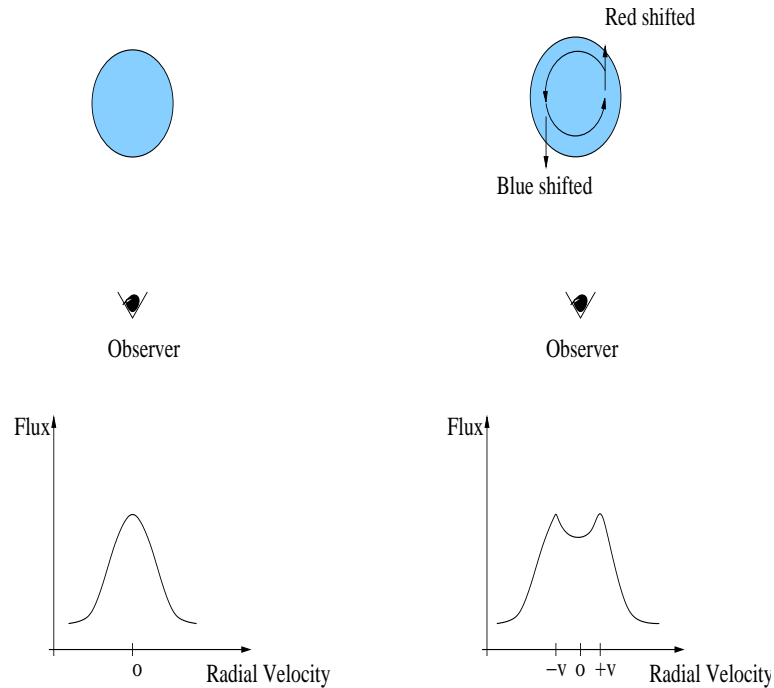 Red shifted
Blue shifted
Observer
Observer
Flux
Flux
0
Radial Velocity
−v 0 +v
Radial Velocity